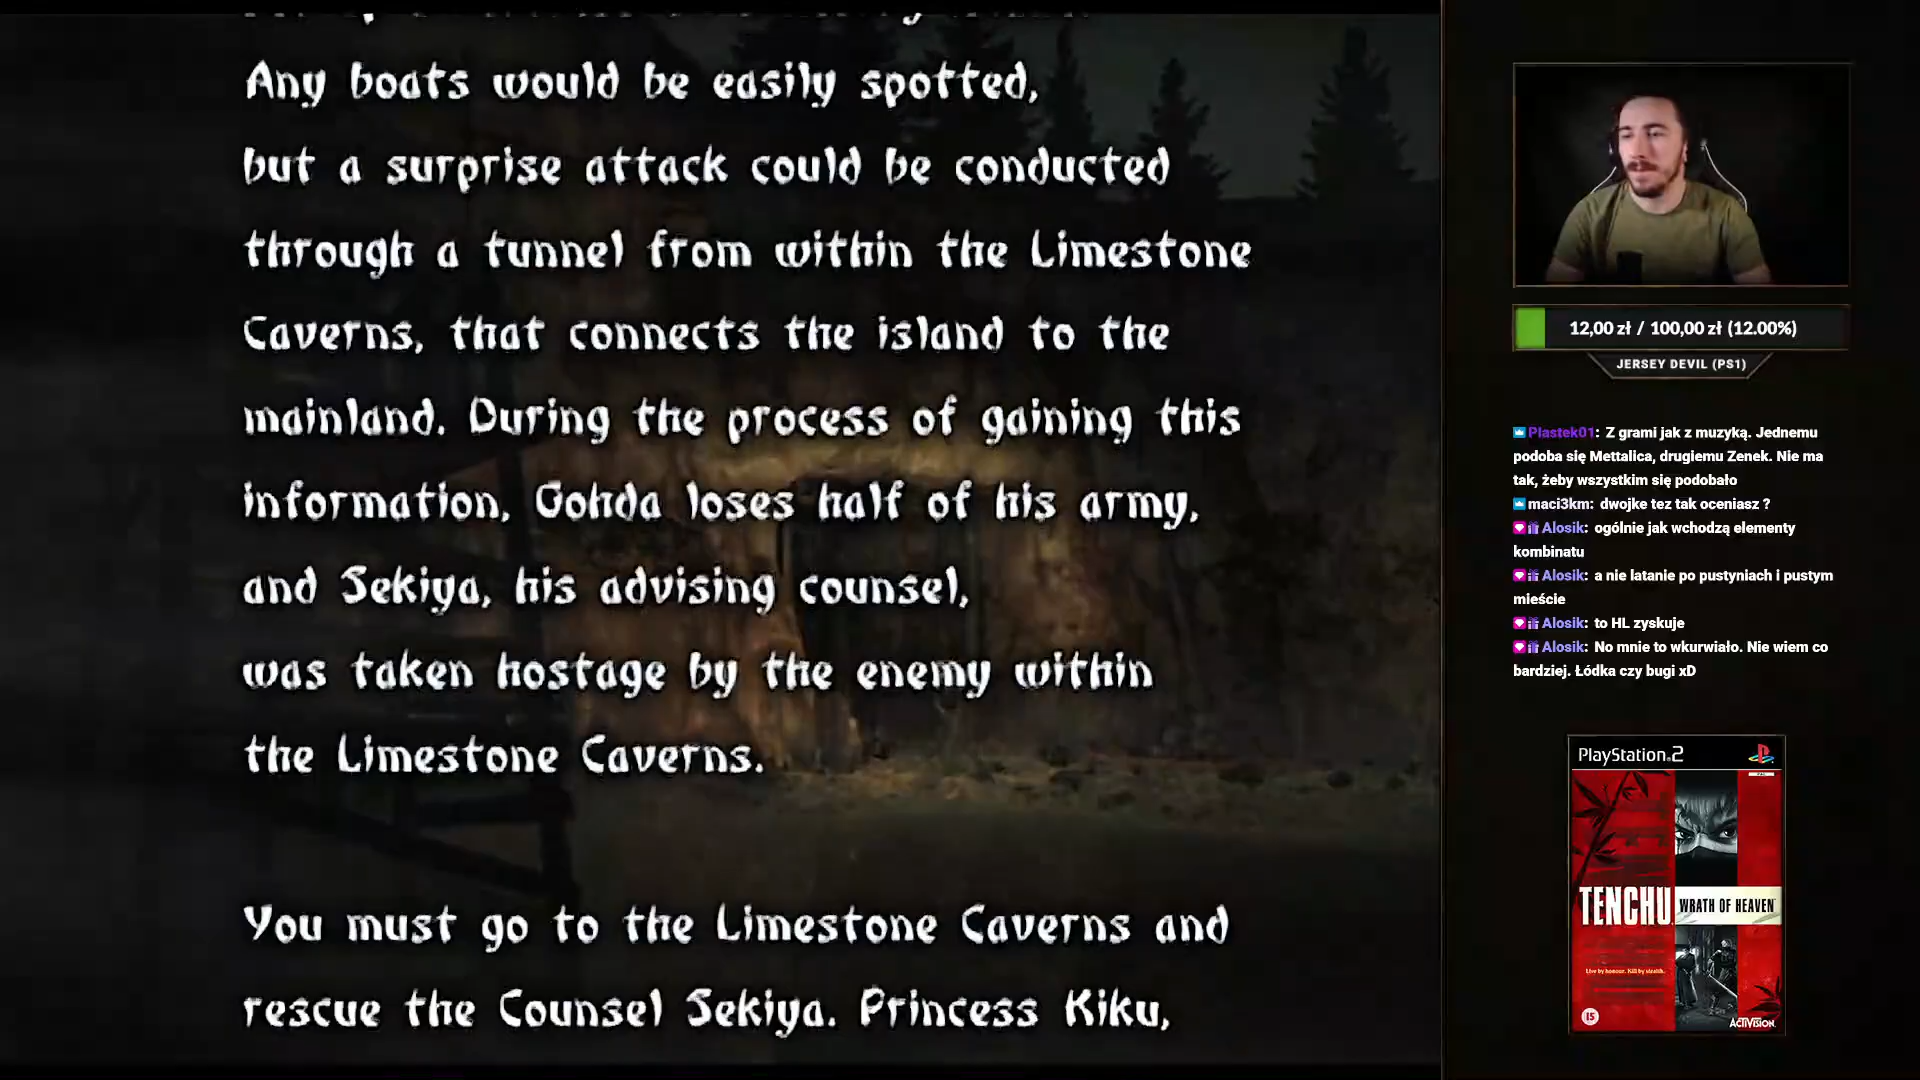 Any boats would be easily spotted,
but a surprise attack could be conducted
through a tunnel from within the Limestone
Caverns, that connects the island to the
mainland. During the process of gaining this
information, Gohda loses half of his army,
and Sekiya, his advising counsel,
was taken hostage by the enemy within
the Limestone Caverns.
You must go to the Limestone Caverns and
rescue the Counsel Sekiya. Princess Kiku,
12,00 zł / 100,00 zł (12.00%)
JERSEY DEVIL (PS1)
Plastek01: Z grami jak z muzyką. Jednemu
podoba się Mettalica, drugiemu Zenek. Nie ma
tak, żeby wszystkim się podobało
maci3km: dwojke tez tak oceniasz ?
Alosik: ogólnie jak wchodzą elementy
kombinatu
Alosik: a nie latanie po pustyniach i pustym
mieście
Alosik: to HL zyskuje
Alosik: No mnie to wkurwiało. Nie wiem co
bardziej. Łódka czy bugi xD
PlayStation.2
TENCHU
WRATH OF HEAVEN
Live by honour. Kill by stealth.
15
ACTIVISION.